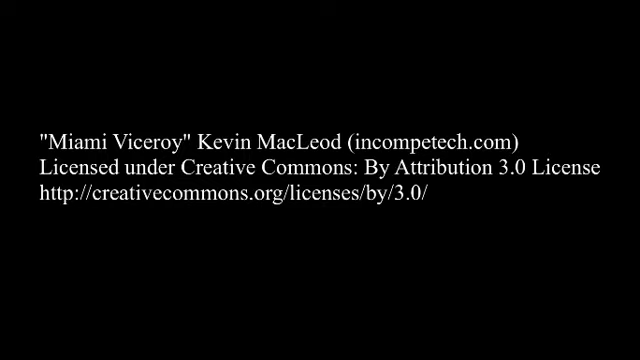 "Miami Viceroy" Kevin MacLeod (incompetech.com)
Licensed under Creative Commons: By Attribution 3.0 License
http://creativecommons.org/licenses/by/3.0/